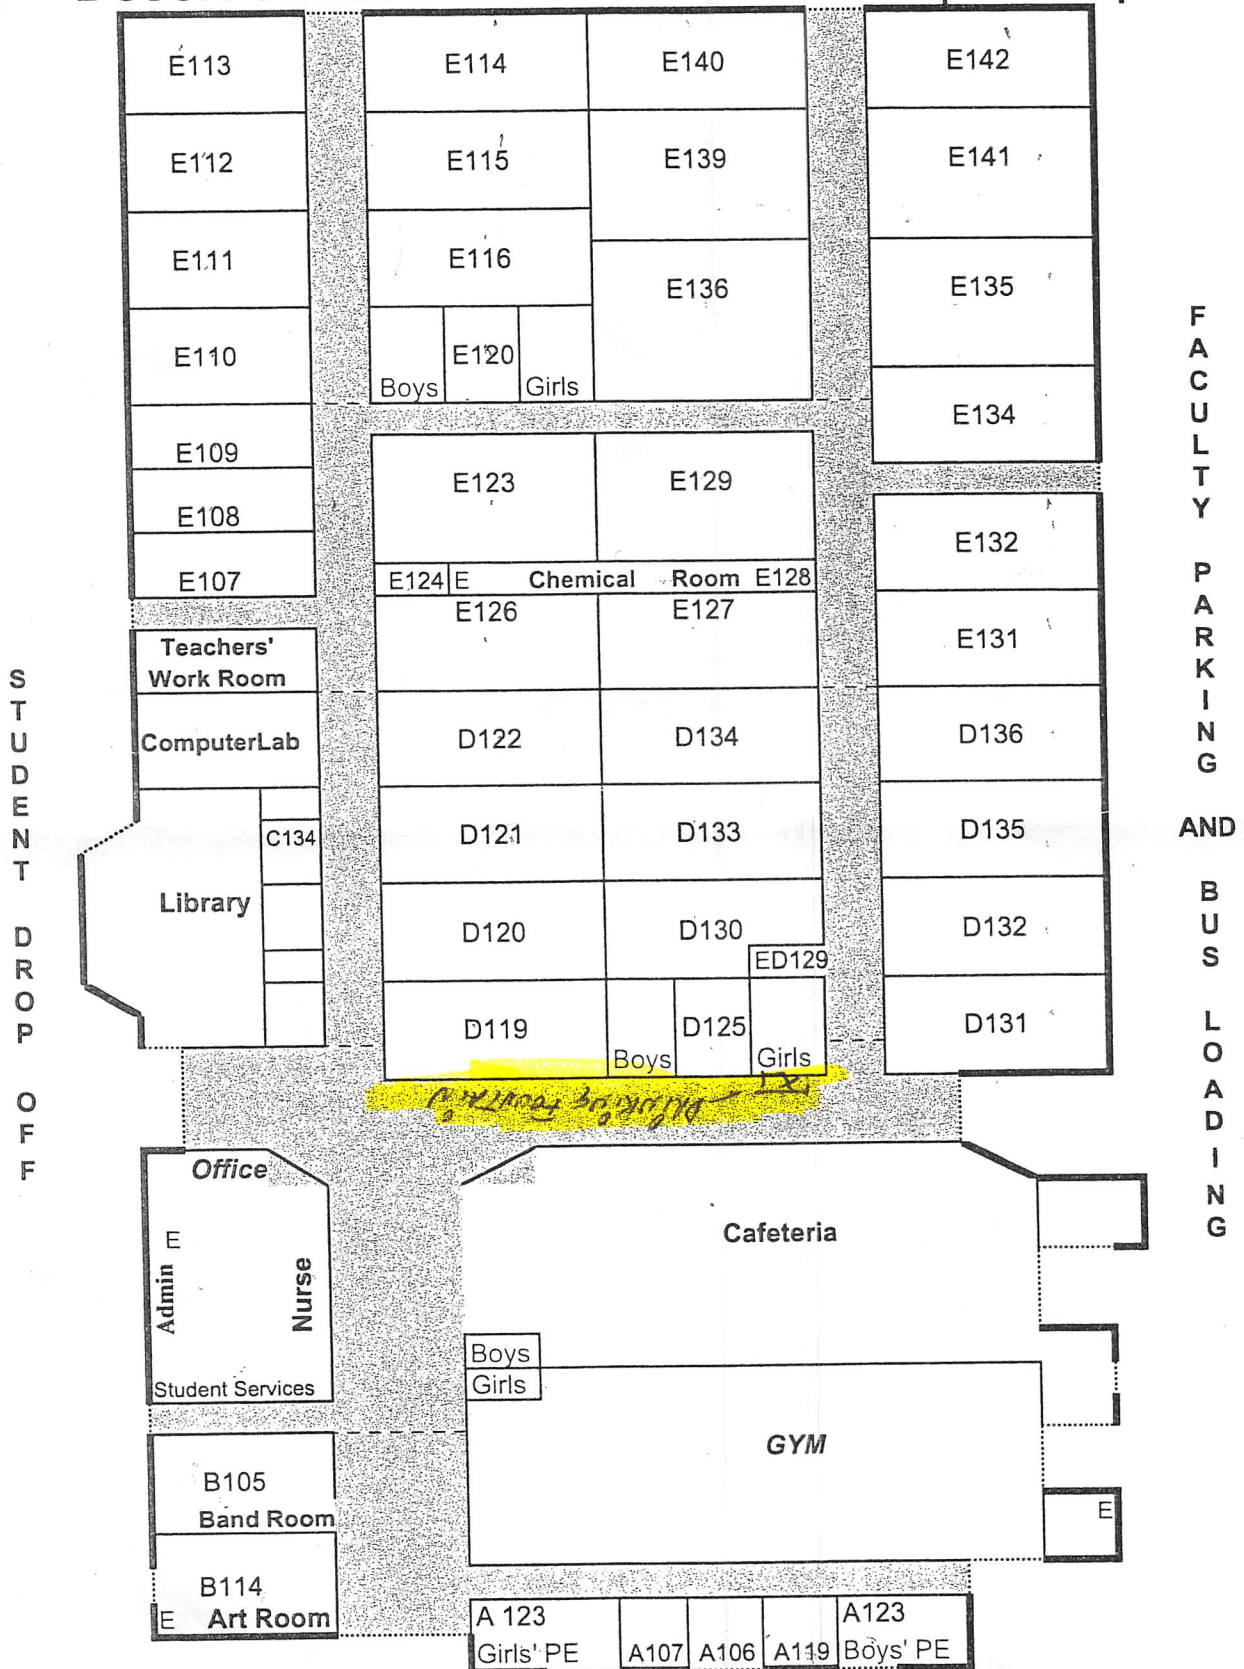 E113 E114 E140 E142
E112 E115 E139 E141
E111 E116 E136 E135
E110 Boys E120 Girls E134
E109 E123 E129
E108 E132
E107 E124 E Chemical Room E128
E126 E127 E131
Teachers'
Work Room
ComputerLab D122 D134 D136
C134 D121 D133 D135
Library D120 D130 D132
ED129
D119 Boys D125 Girls D131
X DRINKING FOUNTAIN
STUDENT DROP OFF
FACULTY PARKING AND BUS LOADING
Office
Admin E
Nurse
Student Services
Cafeteria
Boys
Girls
GYM
E
B105
Band Room
B114
E Art Room
A 123
Girls' PE
A107 A106 A119
A123
Boys' PE